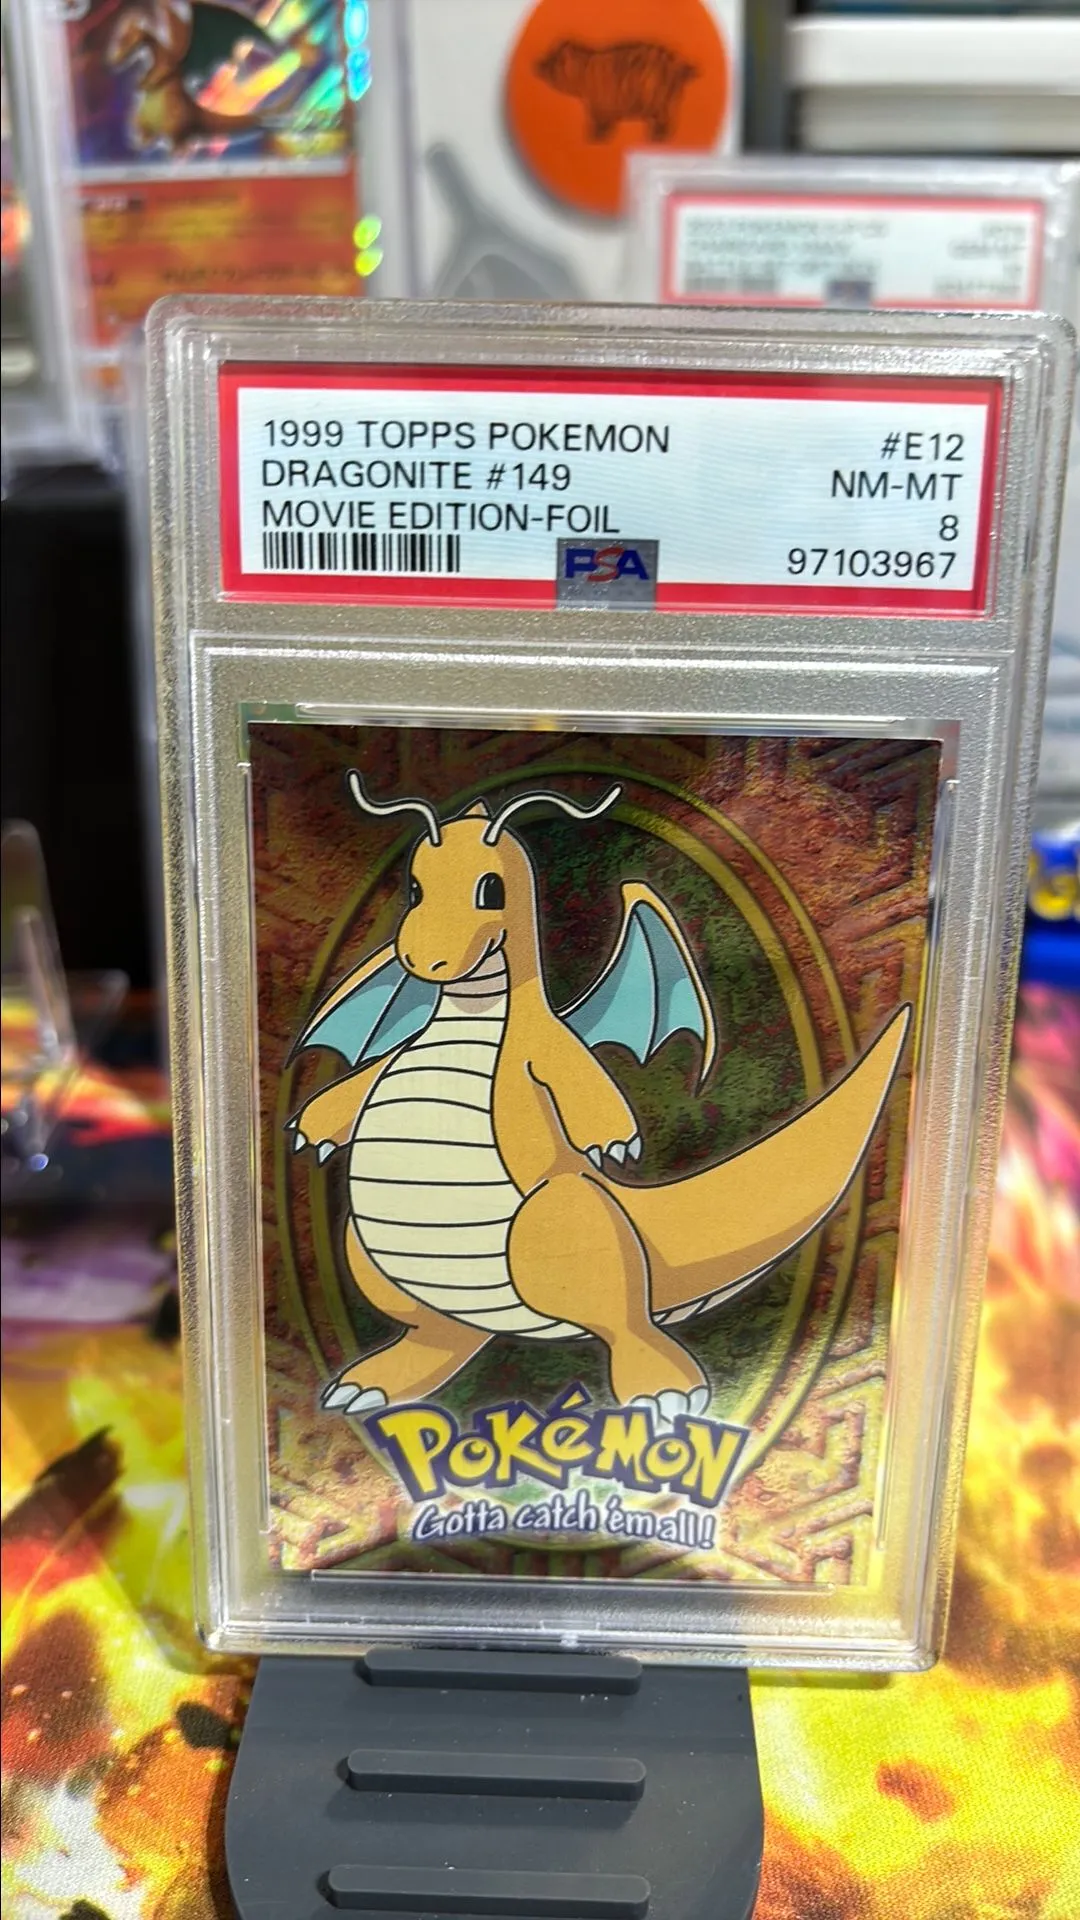 1999 TOPPS POKEMON #E12
DRAGONITE #149 NM-MT
MOVIE EDITION-FOIL 8
PSA 97103967
POKéMON
Gotta catch 'em all!